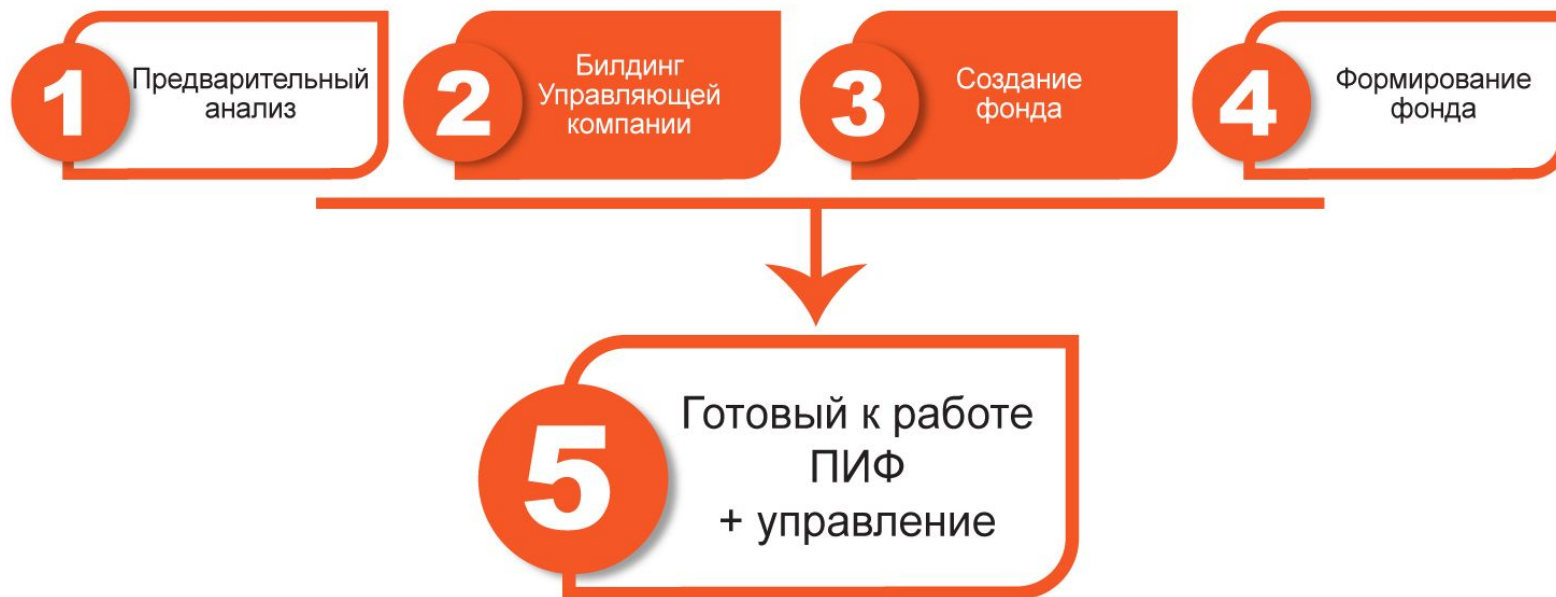 1
Предварительный
анализ
2
Билдинг
Управляющей
компании
3
Создание
фонда
4
Формирование
фонда
5
Готовый к работе
ПИФ
+ управление